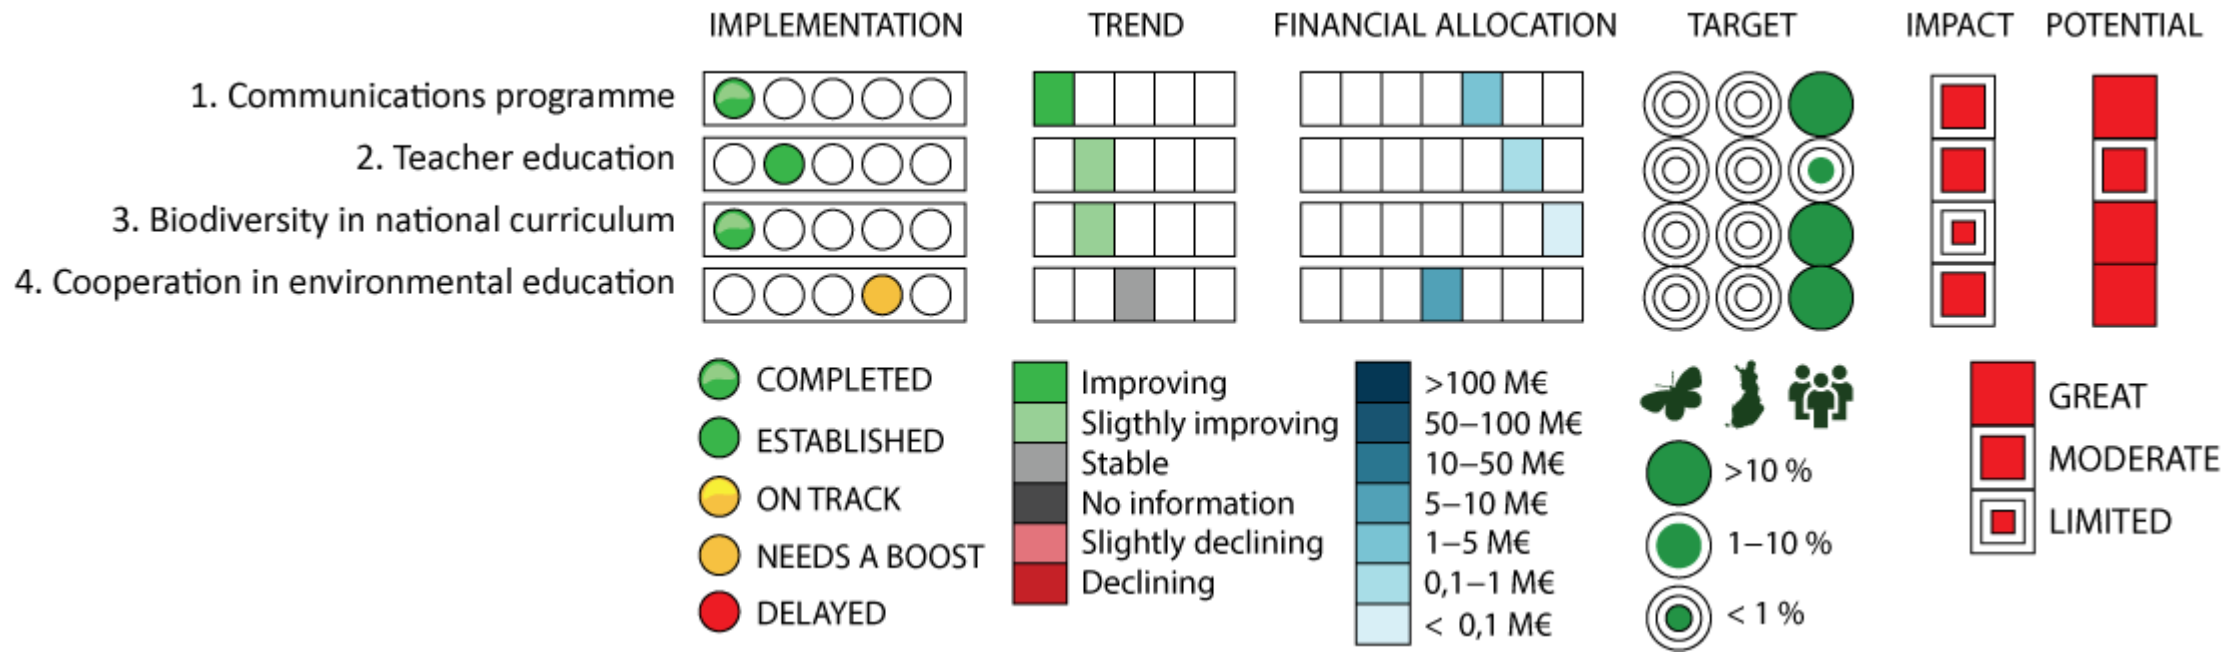 IMPLEMENTATION TREND FINANCIAL ALLOCATION TARGET IMPACT POTENTIAL
1. Communications programme
2. Teacher education
3. Biodiversity in national curriculum
4. Cooperation in environmental education
COMPLETED
ESTABLISHED
ON TRACK
NEEDS A BOOST
DELAYED
Improving
Sligthly improving
Stable
No information
Slightly declining
Declining
>100 M€
50–100 M€
10–50 M€
5–10 M€
1–5 M€
0,1–1 M€
< 0,1 M€
>10 %
1–10 %
< 1 %
GREAT
MODERATE
LIMITED